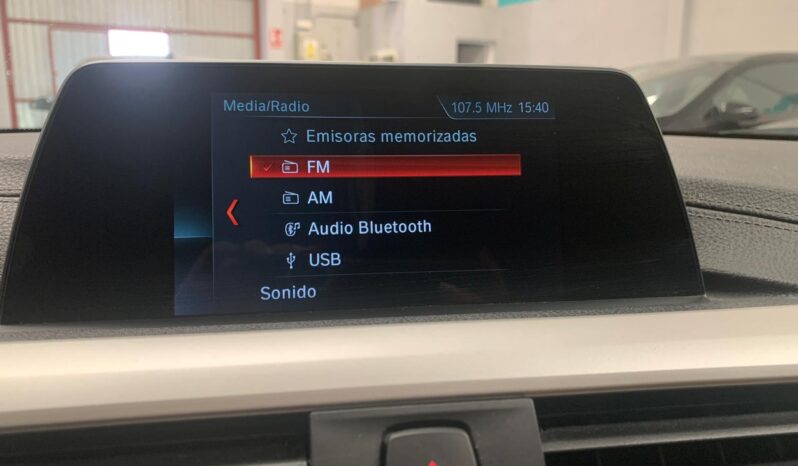 Media/Radio
107.5 MHz 15:40
Emisoras memorizadas
FM
AM
Audio Bluetooth
USB
Sonido